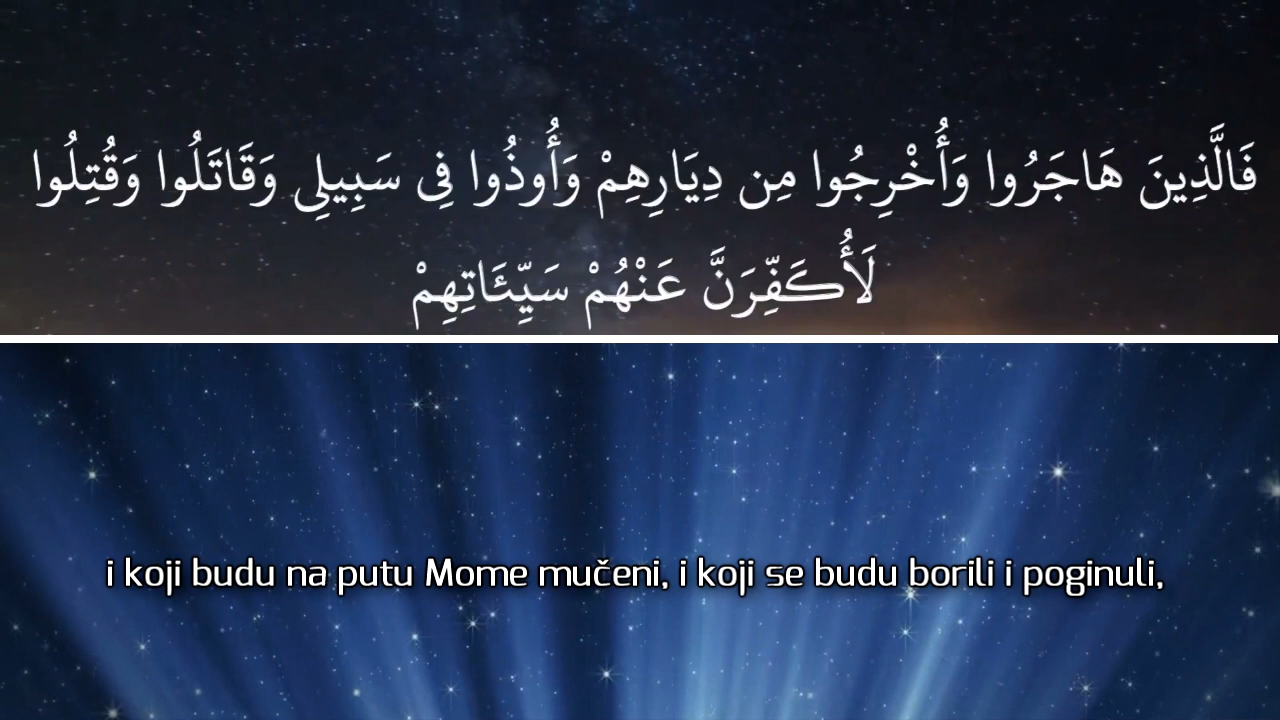 فَالَّذِينَ هَاجَرُوا وَأُخْرِجُوا مِن دِيَارِهِمْ وَأُوذُوا فِى سَبِيلِى وَقَاتَلُوا وَقُتِلُوا
لَأُكَفِّرَنَّ عَنْهُمْ سَيِّـَٔاتِهِمْ
i koji budu na putu Mome mučeni, i koji se budu borili i poginuli,